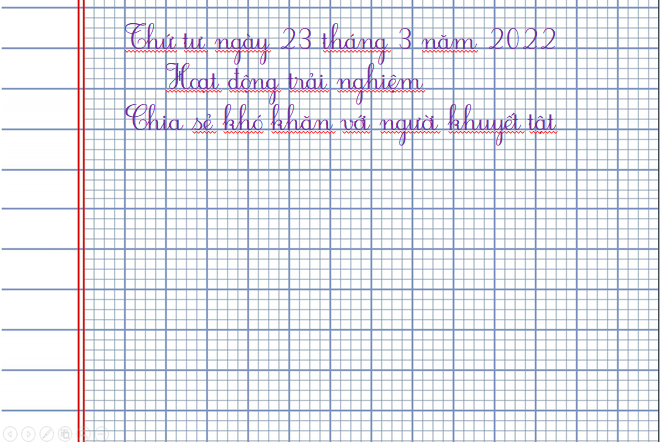 Thứ tư ngày 23 tháng 3 năm 2022
Hoạt động trải nghiệm
Chia sẻ khó khăn với người khuyết tật